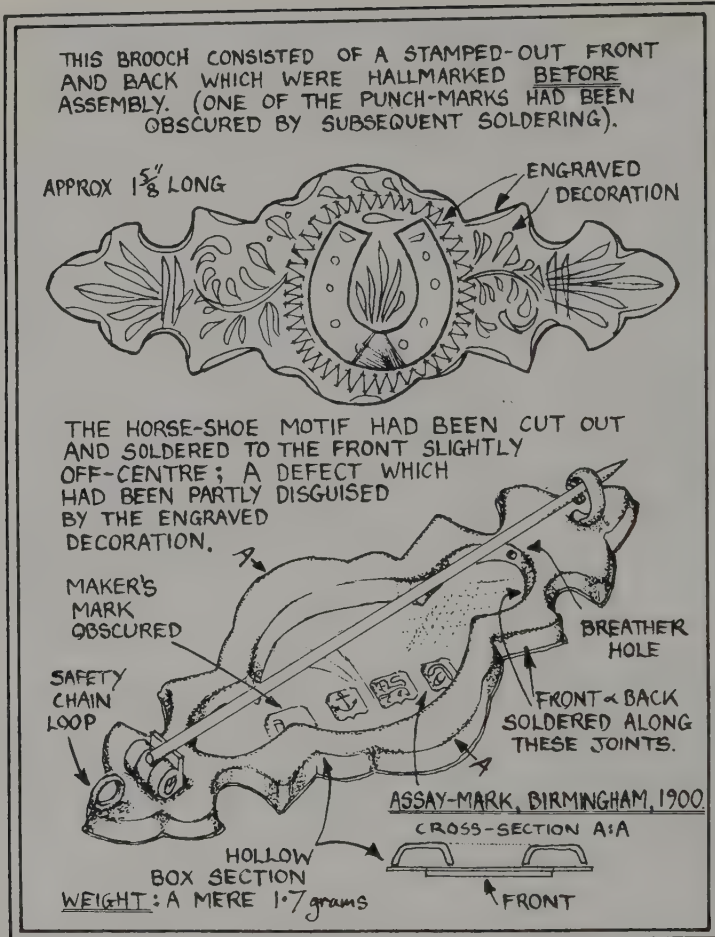 THIS BROOCH CONSISTED OF A STAMPED-OUT FRONT
AND BACK WHICH WERE HALLMARKED BEFORE
ASSEMBLY. (ONE OF THE PUNCH-MARKS HAD BEEN
OBSCURED BY SUBSEQUENT SOLDERING).
APPROX 1 5/8" LONG
ENGRAVED
DECORATION
THE HORSE-SHOE MOTIF HAD BEEN CUT OUT
AND SOLDERED TO THE FRONT SLIGHTLY
OFF-CENTRE; A DEFECT WHICH
HAD BEEN PARTLY DISGUISED
BY THE ENGRAVED
DECORATION.
A
MAKER'S
MARK
OBSCURED
BREATHER
HOLE
SAFETY
CHAIN
LOOP
FRONT & BACK
SOLDERED ALONG
THESE JOINTS.
A
ASSAY-MARK, BIRMINGHAM, 1900.
CROSS-SECTION A:A
HOLLOW
BOX SECTION
FRONT
WEIGHT: A MERE 1·7 grams